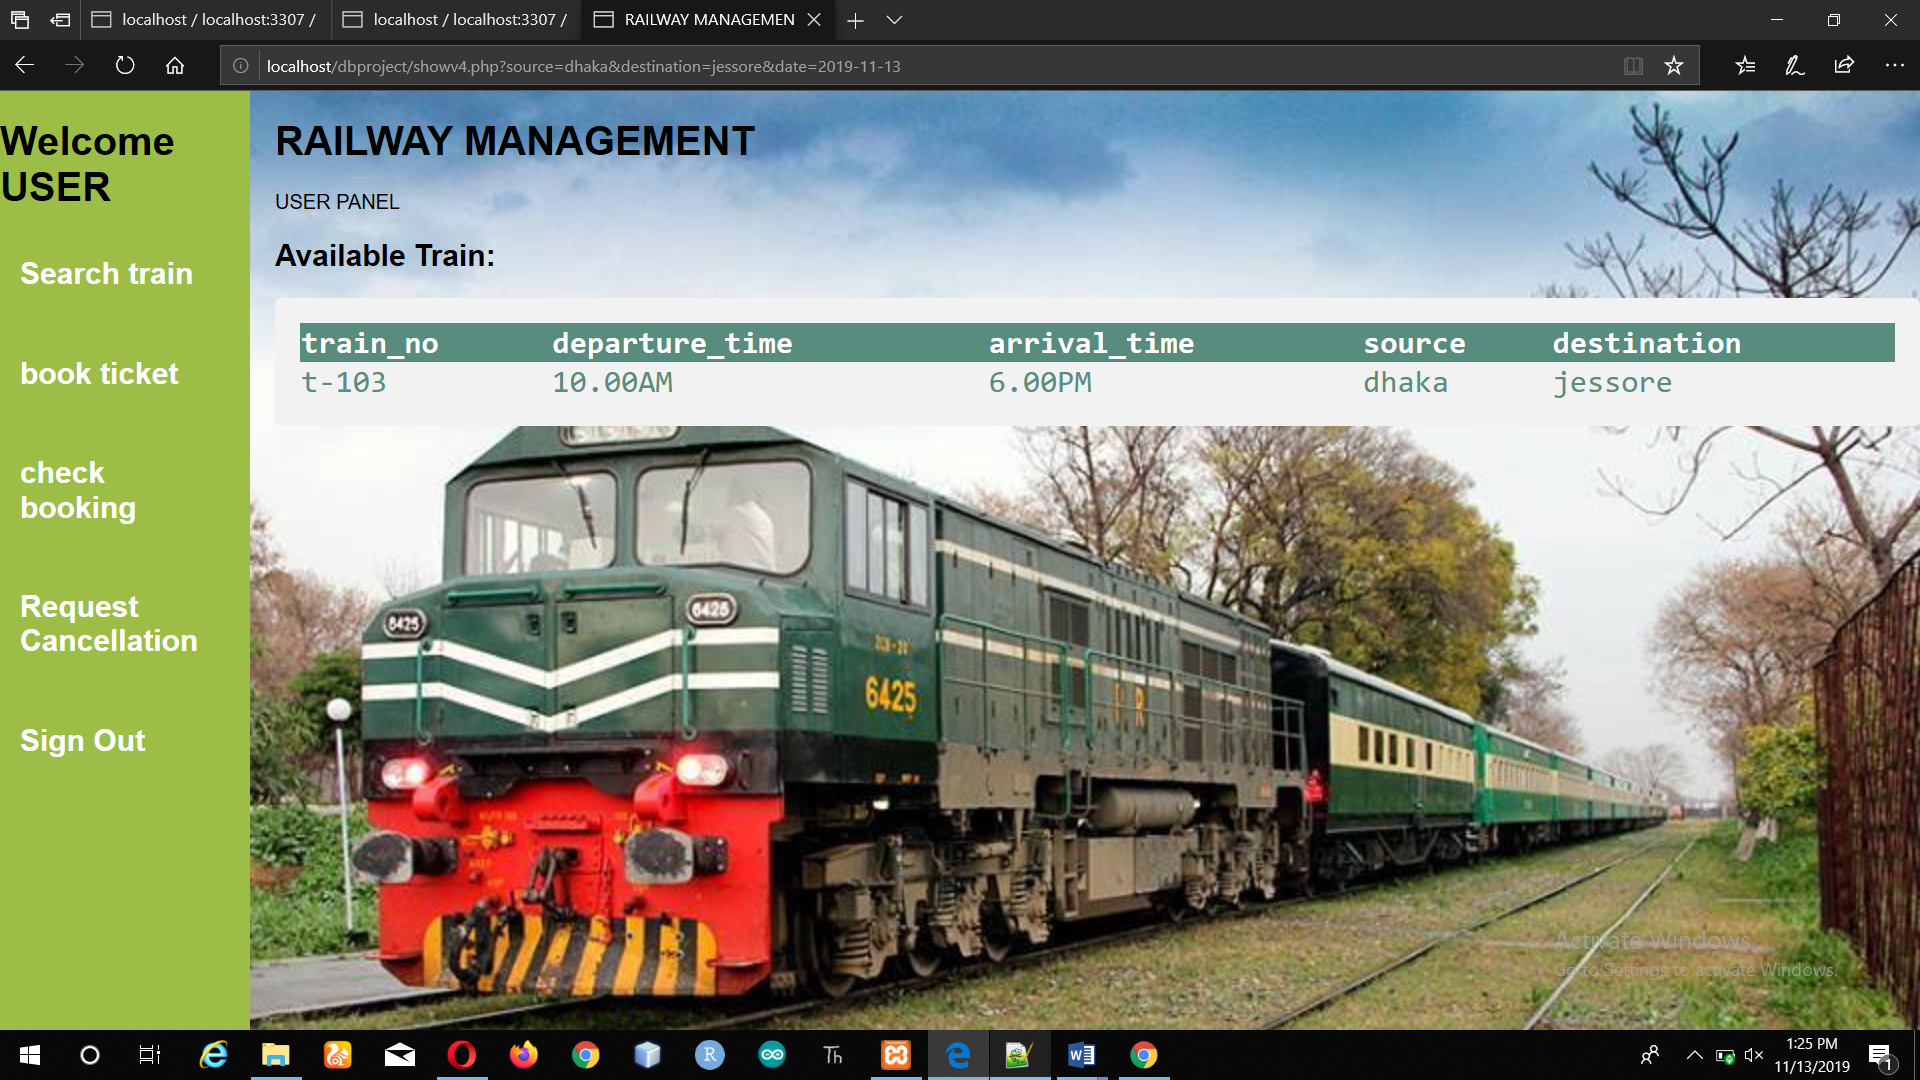 localhost / localhost:3307 /
localhost / localhost:3307 /
RAILWAY MANAGEMEN
localhost/dbproject/showv4.php?source=dhaka&destination=jessore&date=2019-11-13
Welcome
USER
Search train
book ticket
check
booking
Request
Cancellation
Sign Out
RAILWAY MANAGEMENT
USER PANEL
Available Train:
train_no departure_time arrival_time source destination
t-103 10.00AM 6.00PM dhaka jessore
6425
6425
6425
Activate Windows
Go to Settings to activate Windows.
Th
1:25 PM
11/13/2019
1